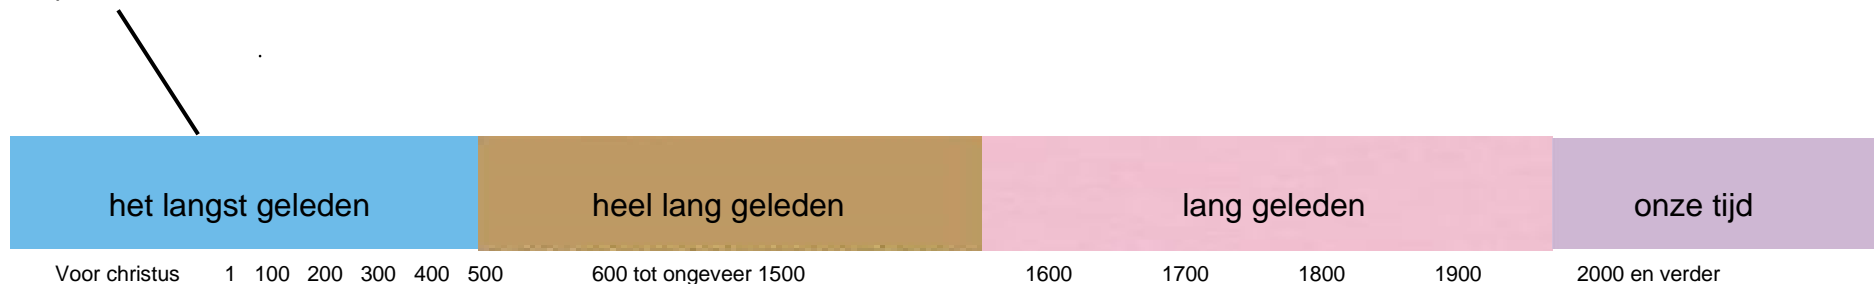 het langst geleden heel lang geleden lang geleden onze tijd
Voor christus 1 100 200 300 400 500 600 tot ongeveer 1500 1600 1700 1800 1900 2000 en verder